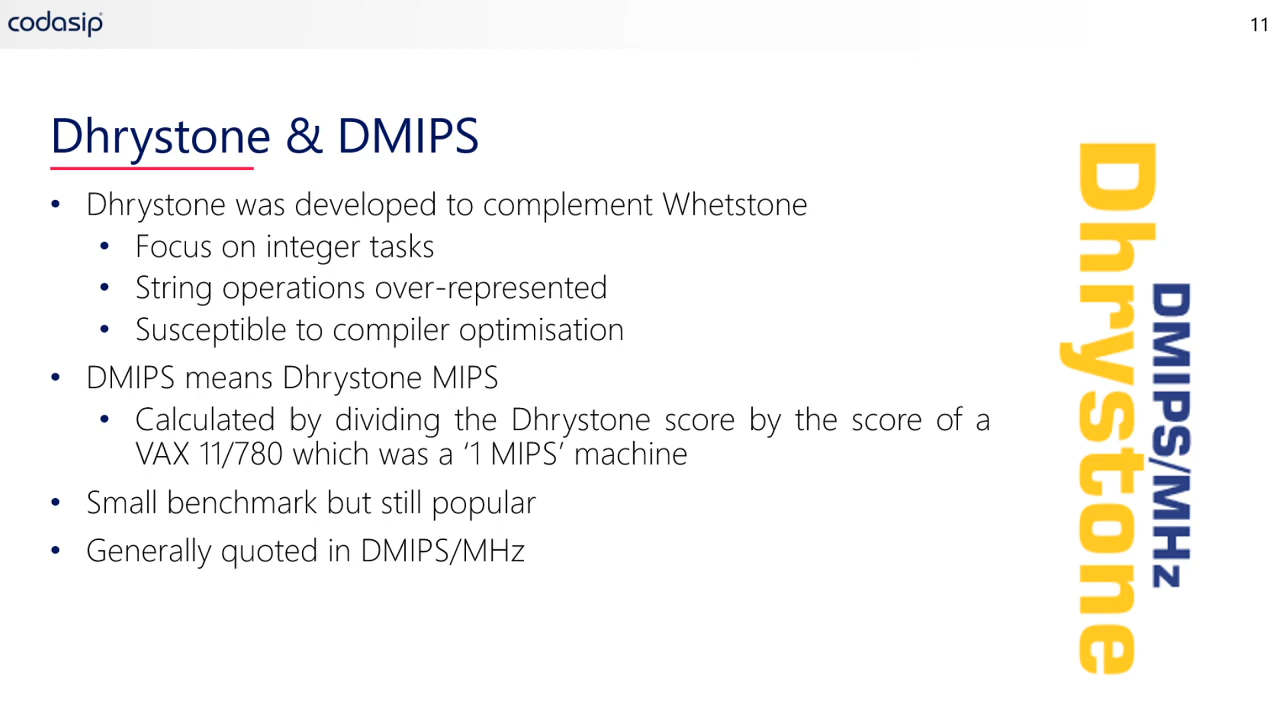 codasip
11
Dhrystone & DMIPS
• Dhrystone was developed to complement Whetstone
• Focus on integer tasks
• String operations over-represented
• Susceptible to compiler optimisation
• DMIPS means Dhrystone MIPS
• Calculated by dividing the Dhrystone score by the score of a
VAX 11/780 which was a ‘1 MIPS’ machine
• Small benchmark but still popular
• Generally quoted in DMIPS/MHz
Dhrystone
DMIPS/MHz